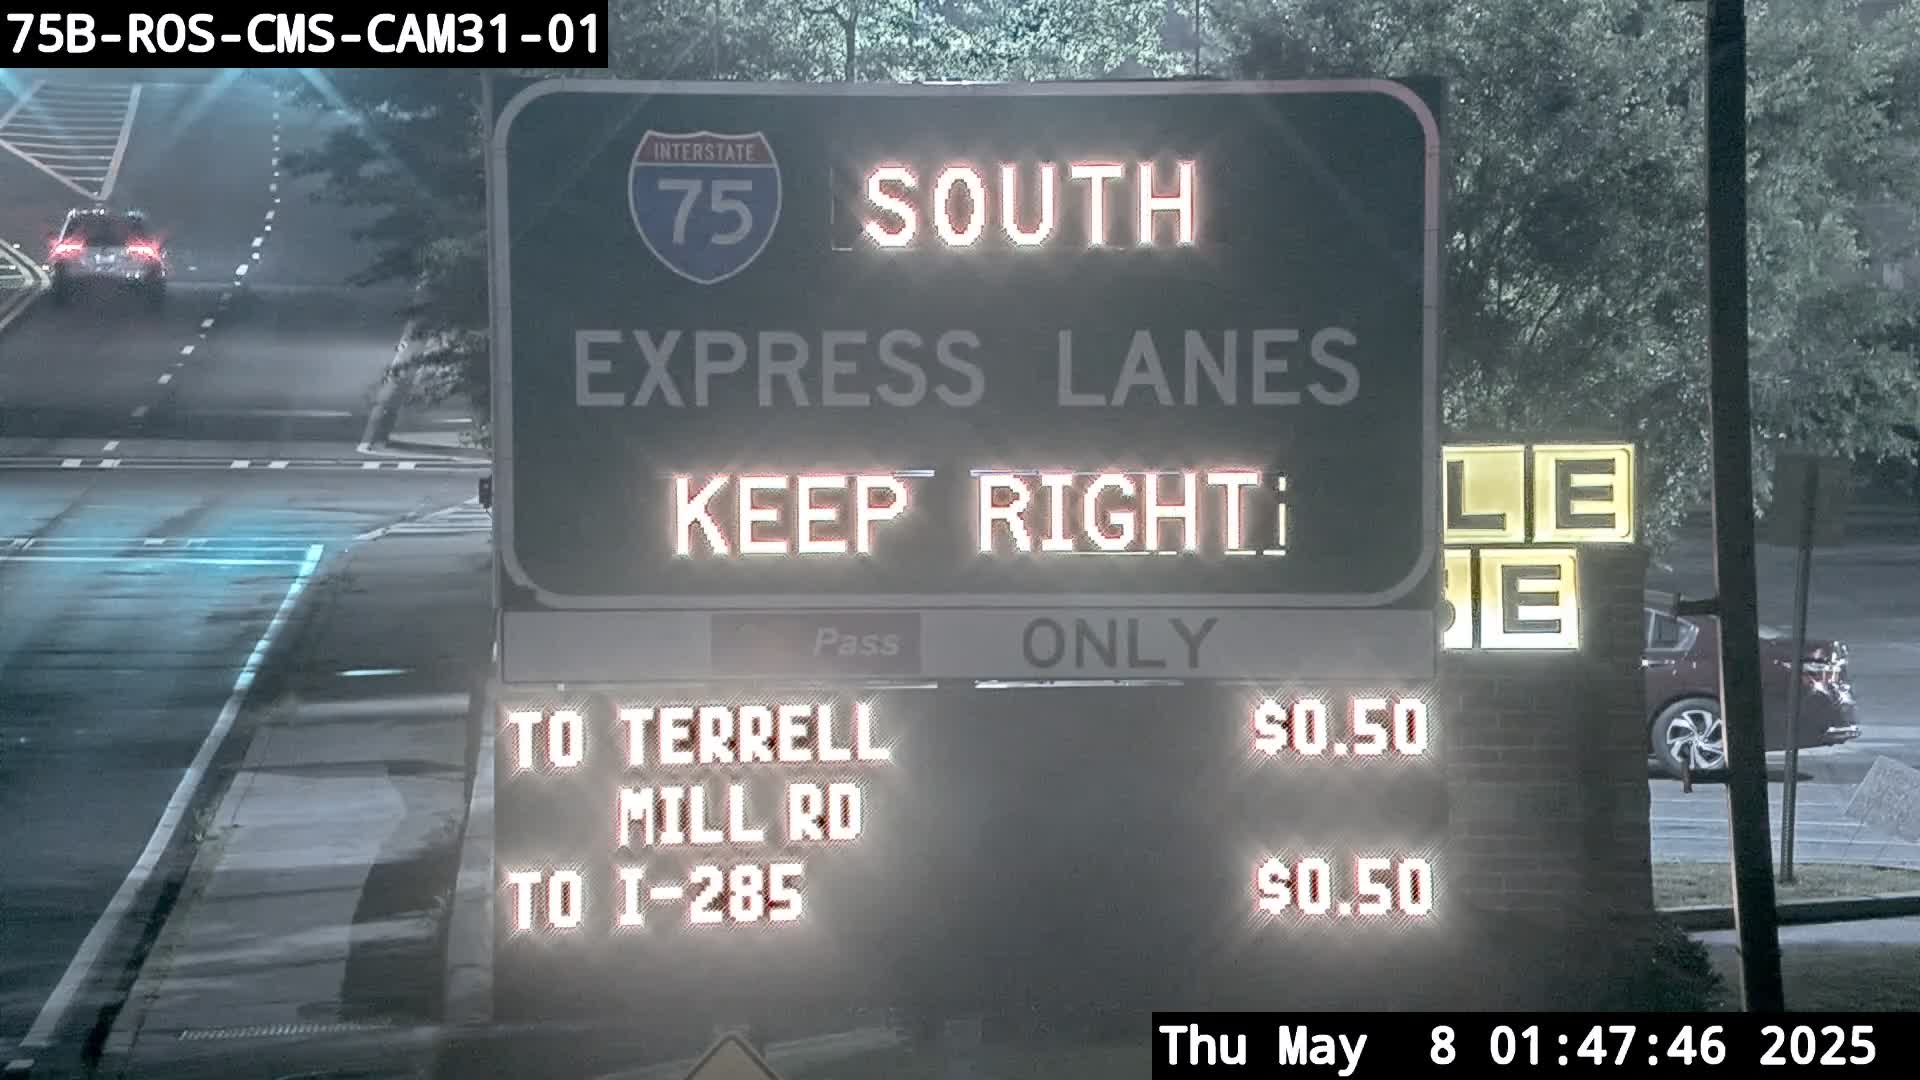 75B-ROS-CMS-CAM31-01
INTERSTATE
75
SOUTH
EXPRESS LANES
KEEP RIGHT
Pass ONLY
TO TERRELL $0.50
MILL RD
TO I-285 $0.50
LE
E
Thu May 8 01:47:46 2025